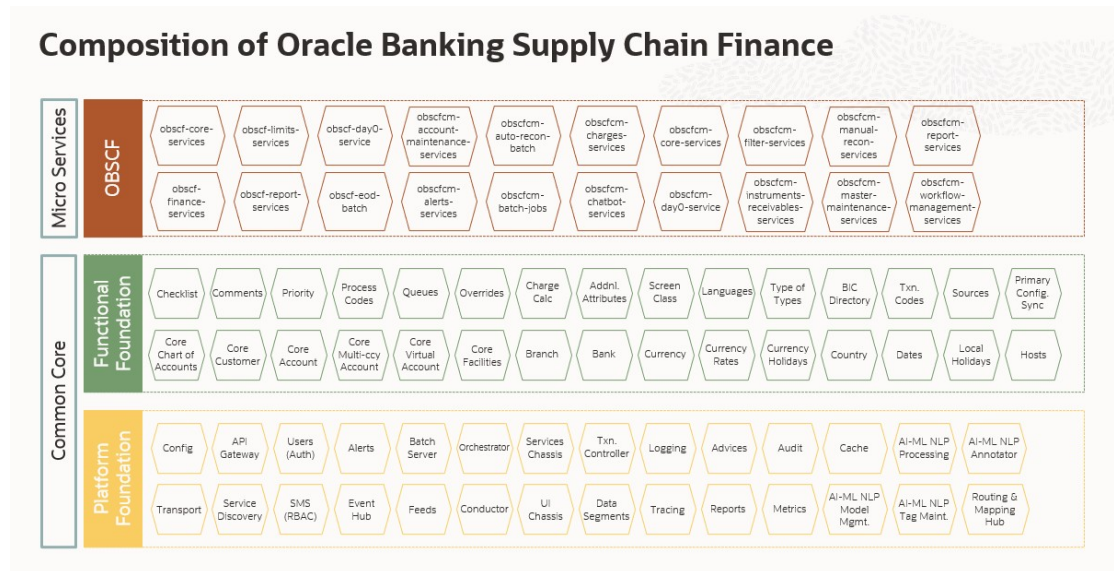 Composition of Oracle Banking Supply Chain Finance
Micro Services
OBSCF
obscf-core-
services
obscf-limits-
services
obscf-day0-
service
obscfcm-
account-
maintenance-
services
obscfcm-
auto-recon-
batch
obscfcm-
charges-
services
obscfcm-
core-services
obscfcm-
filter-services
obscfcm-
manual-
recon-
services
obscfcm-
report-
services
obscf-
finance-
services
obscf-report-
services
obscf-eod-
batch
obscfcm-
alerts-
services
obscfcm-
batch-jobs
obscfcm-
chatbot-
services
obscfcm-
day0-service
obscfcm-
instruments-
receivables-
services
obscfcm-
master-
maintenance-
services
obscfcm-
workflow-
management-
services
Common Core
Functional
Foundation
Checklist
Comments
Priority
Process
Codes
Queues
Overrides
Charge
Calc
Addnl.
Attributes
Screen
Class
Languages
Type of
Types
BIC
Directory
Txn.
Codes
Sources
Primary
Config.
Sync
Core
Chart of
Accounts
Core
Customer
Core
Account
Core
Multi-ccy
Account
Core
Virtual
Account
Core
Facilities
Branch
Bank
Currency
Currency
Rates
Currency
Holidays
Country
Dates
Local
Holidays
Hosts
Platform
Foundation
Config
API
Gateway
Users
(Auth)
Alerts
Batch
Server
Orchestrator
Services
Chassis
Txn.
Controller
Logging
Advices
Audit
Cache
AI-ML NLP
Processing
AI-ML NLP
Annotator
Transport
Service
Discovery
SMS
(RBAC)
Event
Hub
Feeds
Conductor
UI
Chassis
Data
Segments
Tracing
Reports
Metrics
AI-ML NLP
Model
Mgmt.
AI-ML NLP
Tag Maint.
Routing &
Mapping
Hub